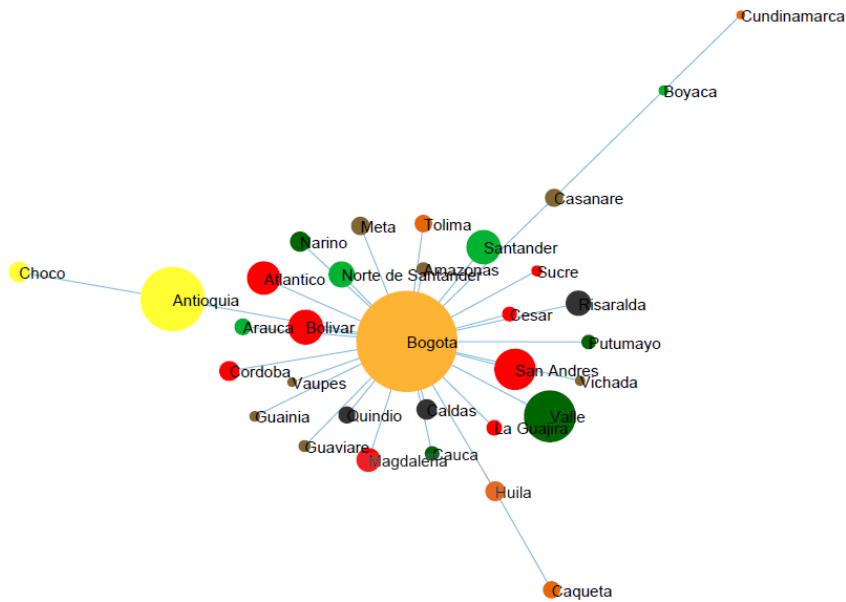 Cundinamarca
Boyaca
Casanare
Tolima
Meta
Narino
Santander
Amazonas
Sucre
Choco
Atlantico
Norte de Santander
Antioquia
Risaralda
Cesar
Arauca
Bolivar
Bogota
Putumayo
Cordoba
San Andres
Vaupes
Vichada
Guainia
Quindio
Caldas
Valle
La Guajira
Guaviare
Magdalena
Cauca
Huila
Caqueta